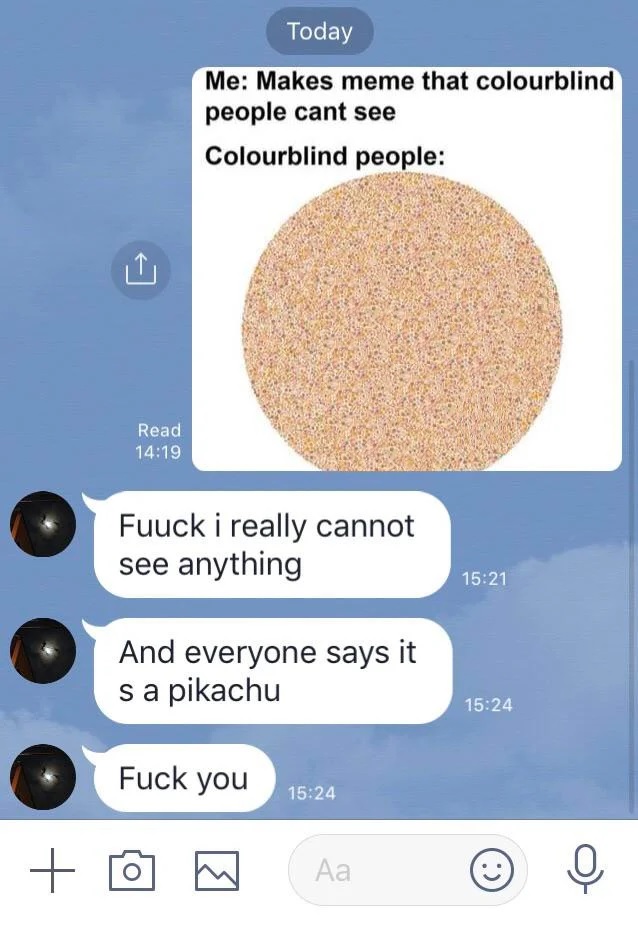 Today
Me: Makes meme that colourblind
people cant see
Colourblind people:
Read
14:19
Fuuck i really cannot
see anything
15:21
And everyone says it
s a pikachu
15:24
Fuck you
15:24
Aa